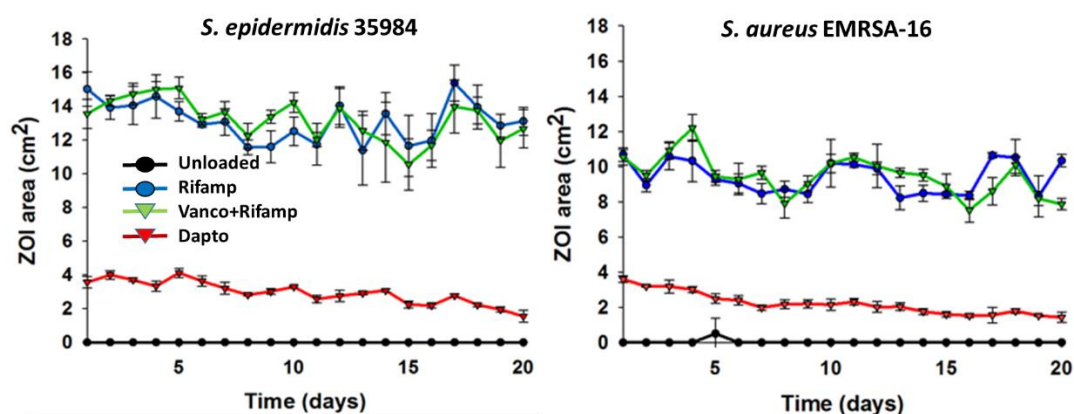 S. epidermidis 35984
18
16
14
12
10
8
6
4
2
0
ZOI area (cm2)
Unloaded
Rifamp
Vanco+Rifamp
Dapto
5
10
15
20
Time (days)
S. aureus EMRSA-16
18
16
14
12
10
8
6
4
2
0
ZOI area (cm2)
5
10
15
20
Time (days)